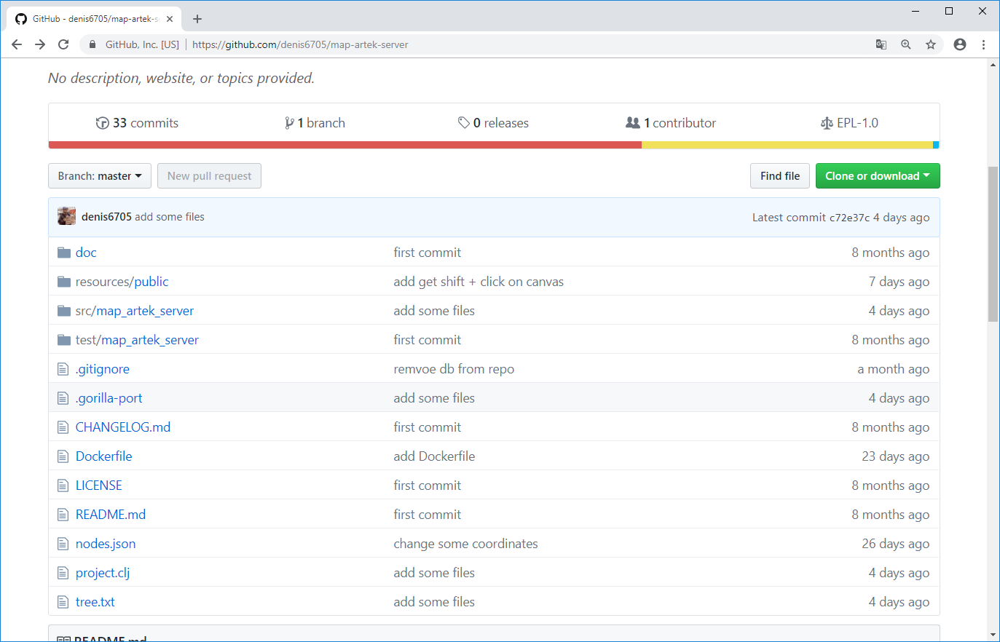 GitHub - denis6705/map-artek-s
GitHub, Inc. [US] https://github.com/denis6705/map-artek-server
No description, website, or topics provided.
33 commits 1 branch 0 releases 1 contributor EPL-1.0
Branch: master New pull request Find file Clone or download
denis6705 add some files Latest commit c72e37c 4 days ago
doc first commit 8 months ago
resources/public add get shift + click on canvas 7 days ago
src/map_artek_server add some files 4 days ago
test/map_artek_server first commit 8 months ago
.gitignore remvoe db from repo a month ago
.gorilla-port add some files 4 days ago
CHANGELOG.md first commit 8 months ago
Dockerfile add Dockerfile 23 days ago
LICENSE first commit 8 months ago
README.md first commit 8 months ago
nodes.json change some coordinates 26 days ago
project.clj add some files 4 days ago
tree.txt add some files 4 days ago
README.md